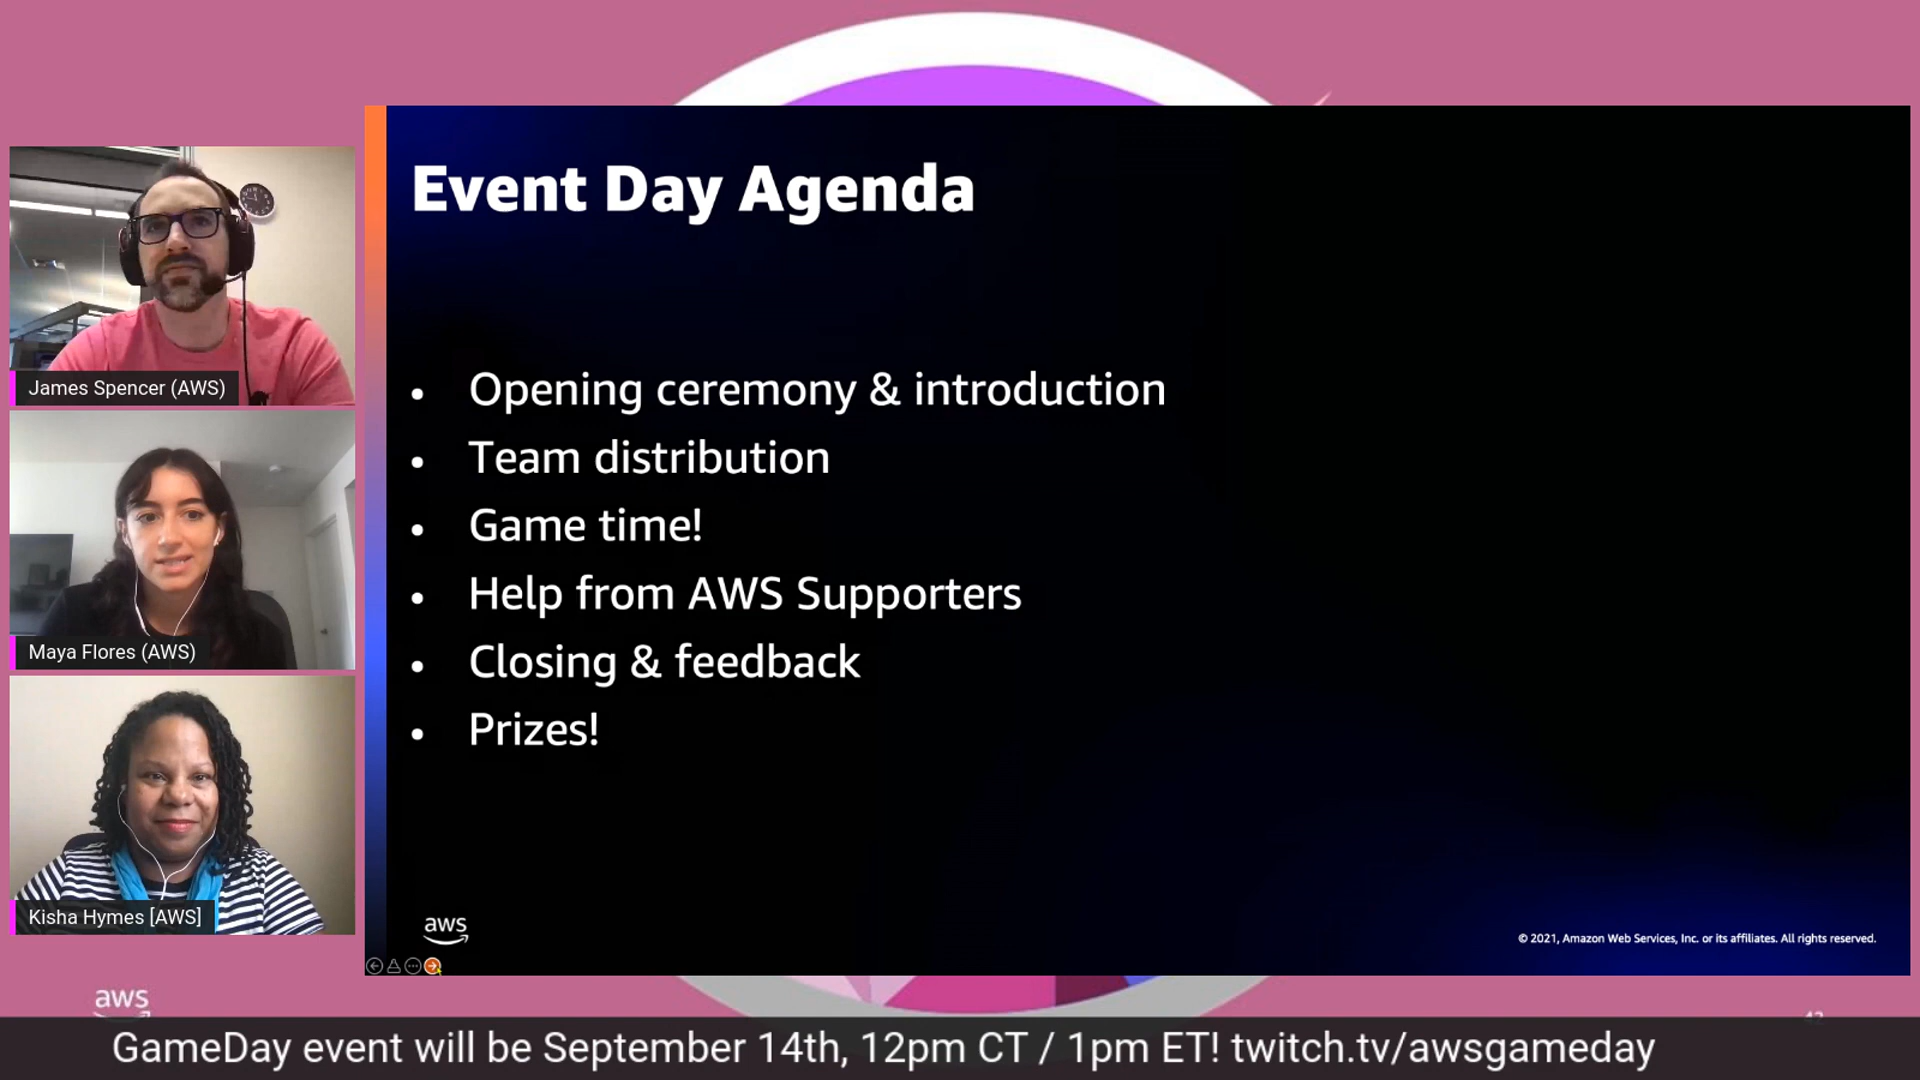 Event Day Agenda
• Opening ceremony & introduction
• Team distribution
• Game time!
• Help from AWS Supporters
• Closing & feedback
• Prizes!
James Spencer (AWS)
Maya Flores (AWS)
Kisha Hymes [AWS]
aws
© 2021, Amazon Web Services, Inc. or its affiliates. All rights reserved.
aws
GameDay event will be September 14th, 12pm CT / 1pm ET! twitch.tv/awsgameday